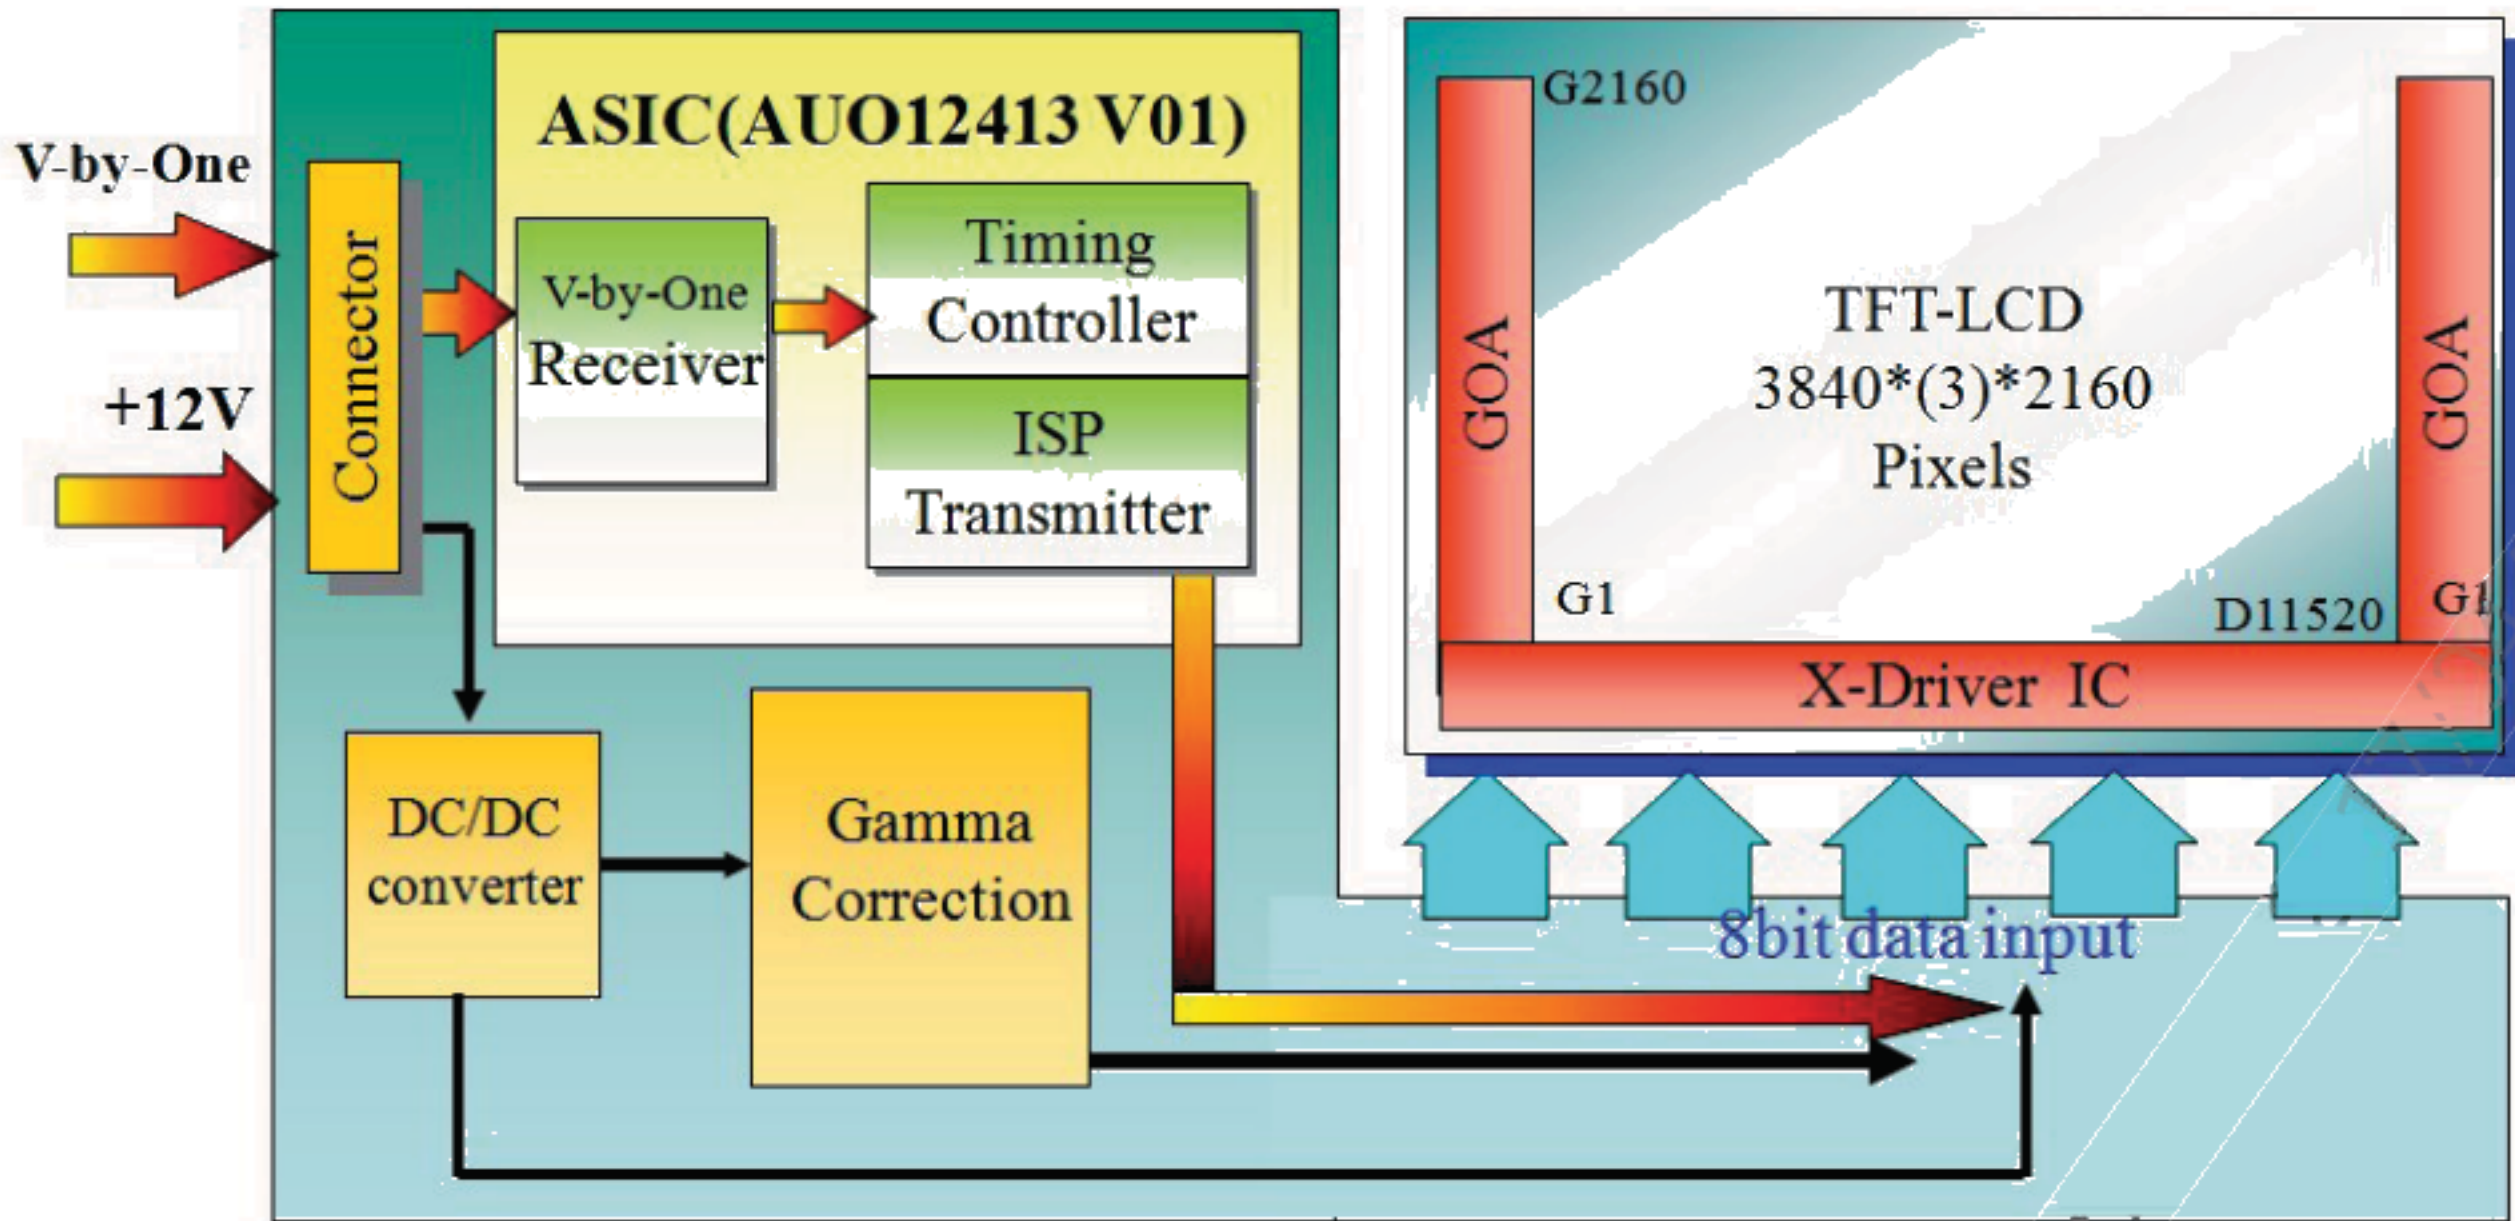 V-by-One
+12V
Connector
ASIC(AUO12413 V01)
V-by-One
Receiver
Timing
Controller
ISP
Transmitter
DC/DC
converter
Gamma
Correction
G2160
GOA
TFT-LCD
3840*(3)*2160
Pixels
GOA
G1
D11520
G1
X-Driver IC
8bit data input